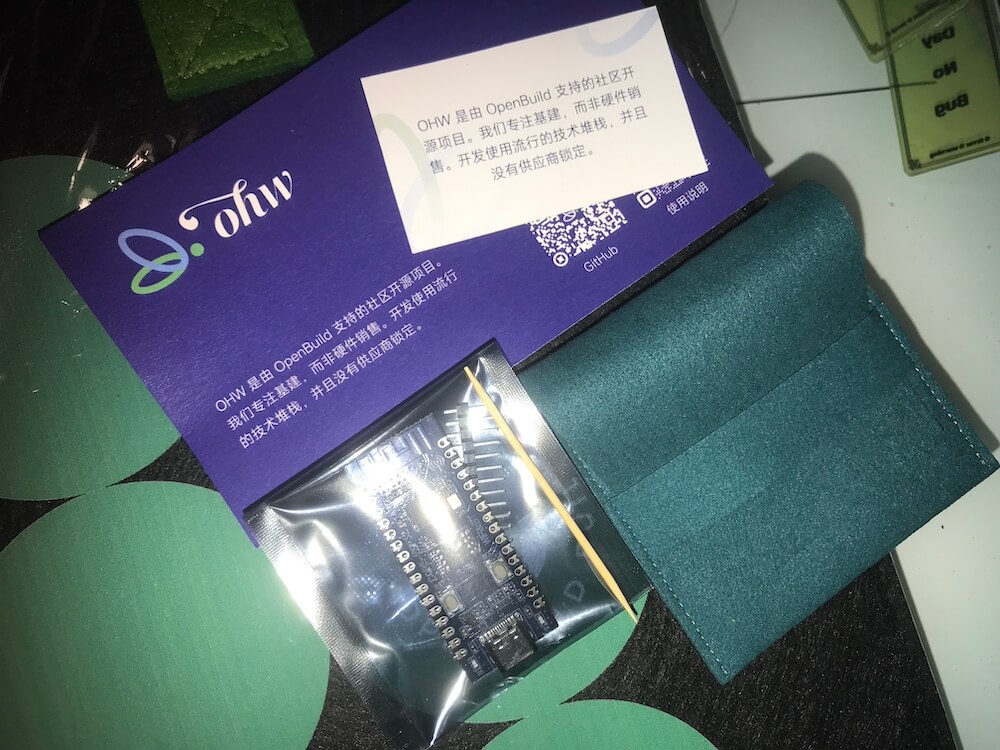 OHW 是由 OpenBuild 支持的社区开
源项目。我们专注基建，而非硬件销
售。开发使用流行的技术堆栈，并且
没有供应商锁定。
ohw
使用说明
GitHub
OHW 是由 OpenBuild 支持的社区开源项目。
我们专注基建，而非硬件销售。开发使用流行
的技术堆栈，并且没有供应商锁定。
Day
No
Bug